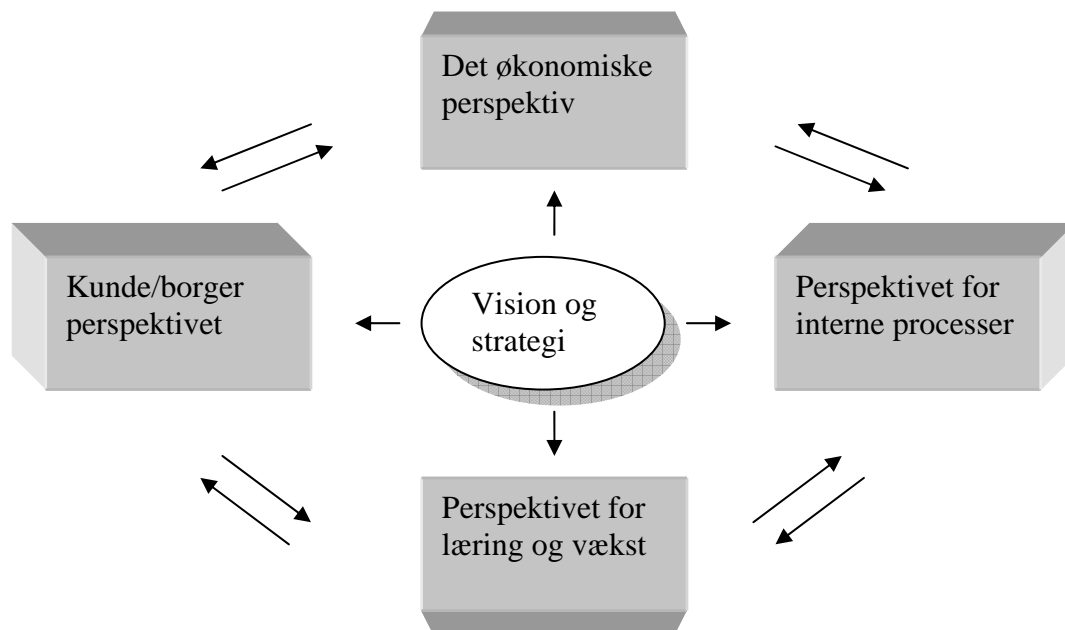 Det økonomiske
perspektiv
Kunde/borger
perspektivet
Vision og
strategi
Perspektivet for
interne processer
Perspektivet for
læring og vækst